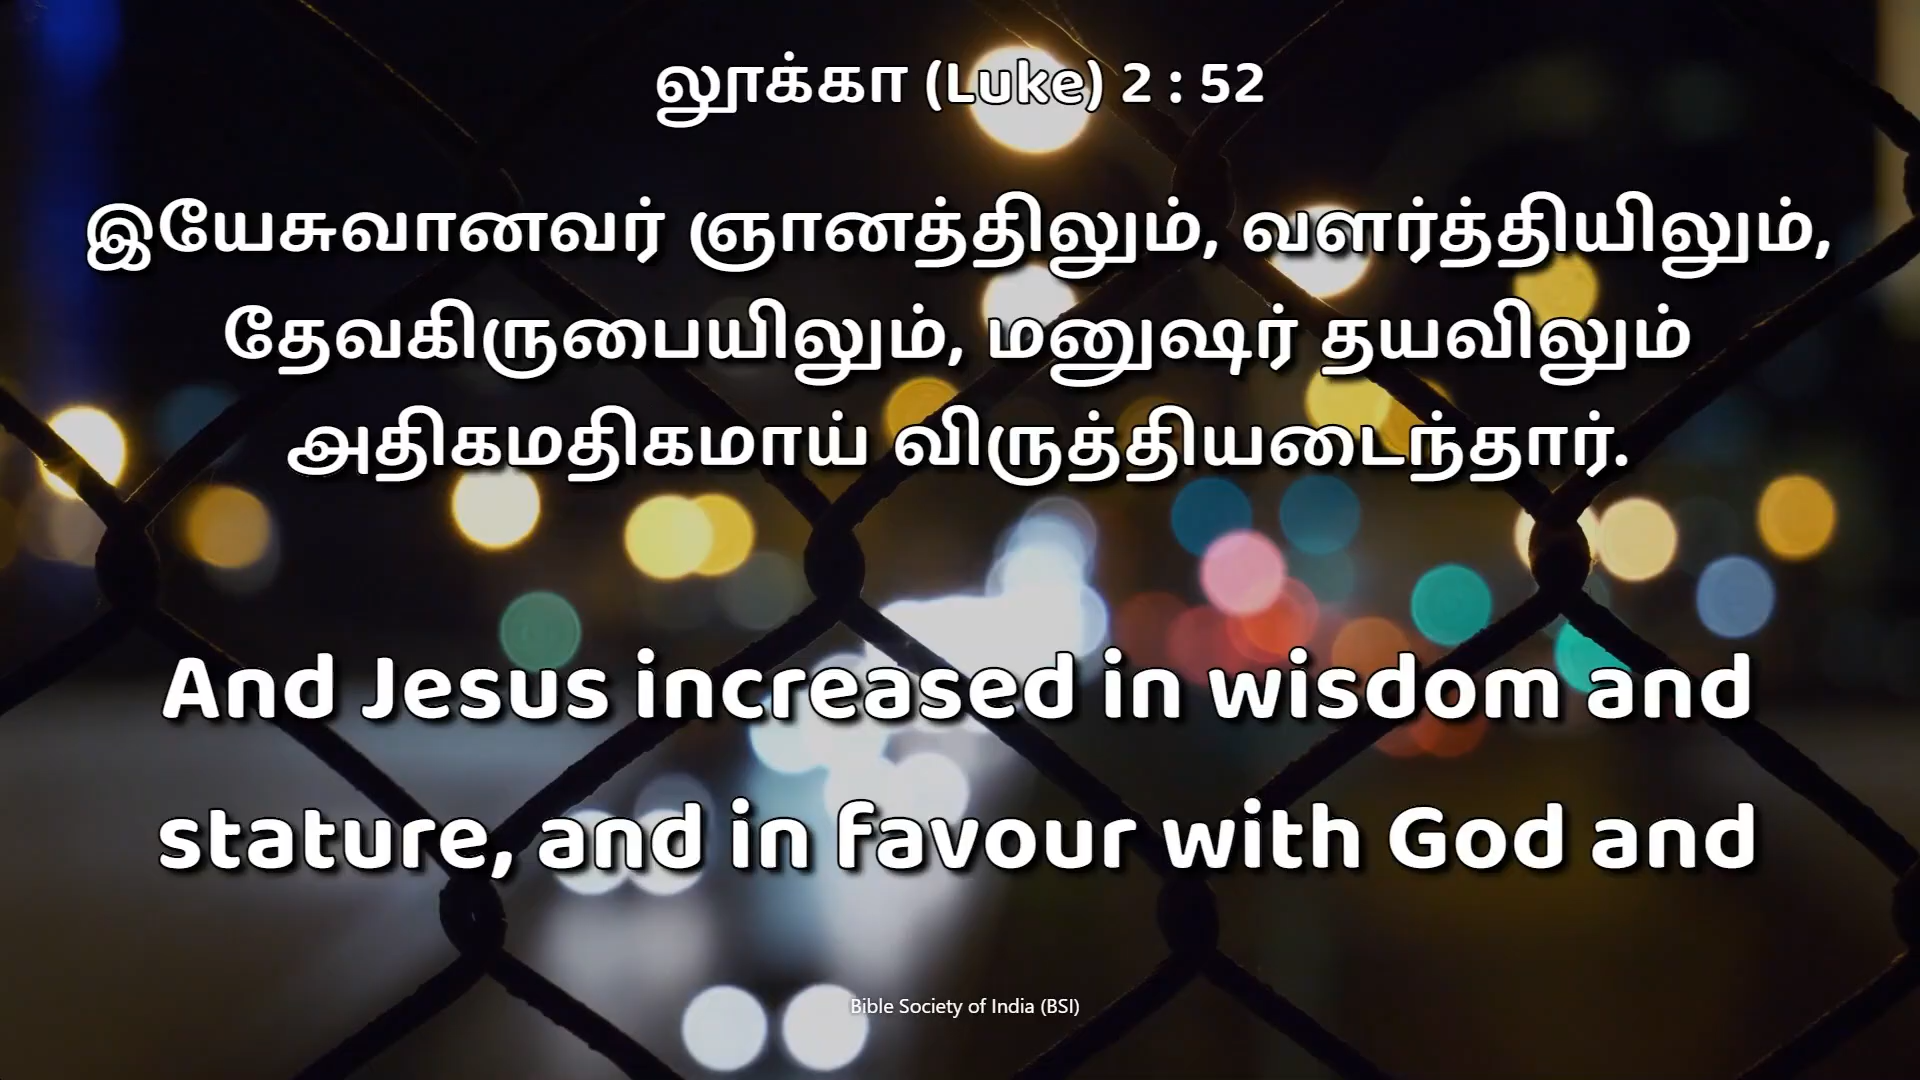 லூக்கா (Luke) 2 : 52
இயேசுவானவர் ஞானத்திலும், வளர்த்தியிலும்,
தேவகிருபையிலும், மனுஷர் தயவிலும்
அதிகமதிகமாய் விருத்தியடைந்தார்.
And Jesus increased in wisdom and
stature, and in favour with God and
Bible Society of India (BSI)